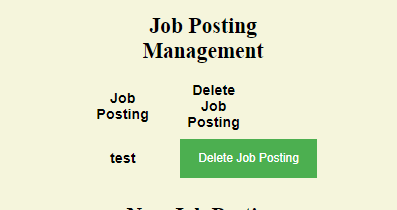 Job Posting
Management
Job
Posting
Delete
Job
Posting
test
Delete Job Posting